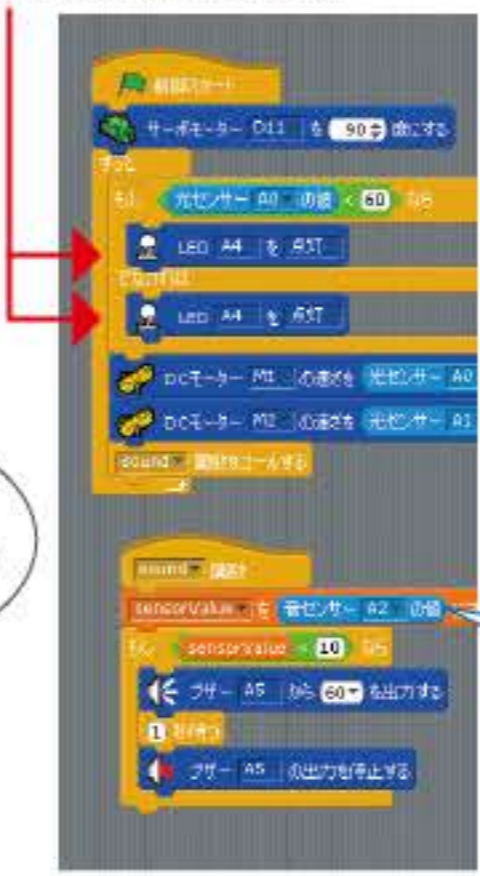 制御スタート
サーボモーター D11 を 90 度にする
ずっと
もし 光センサー A0 の値 < 60 なら
LED A4 を 点灯
でなければ
LED A4 を 点灯
DCモーター M1 の速さを 光センサー A0
DCモーター M2 の速さを 光センサー A1
sound 関数をコールする
sound 関数
sensorValue を 音センサー A2 の値
もし sensorValue < 10 なら
ブザー A5 から 60 を出力する
1 秒待つ
ブザー A5 の出力を停止する